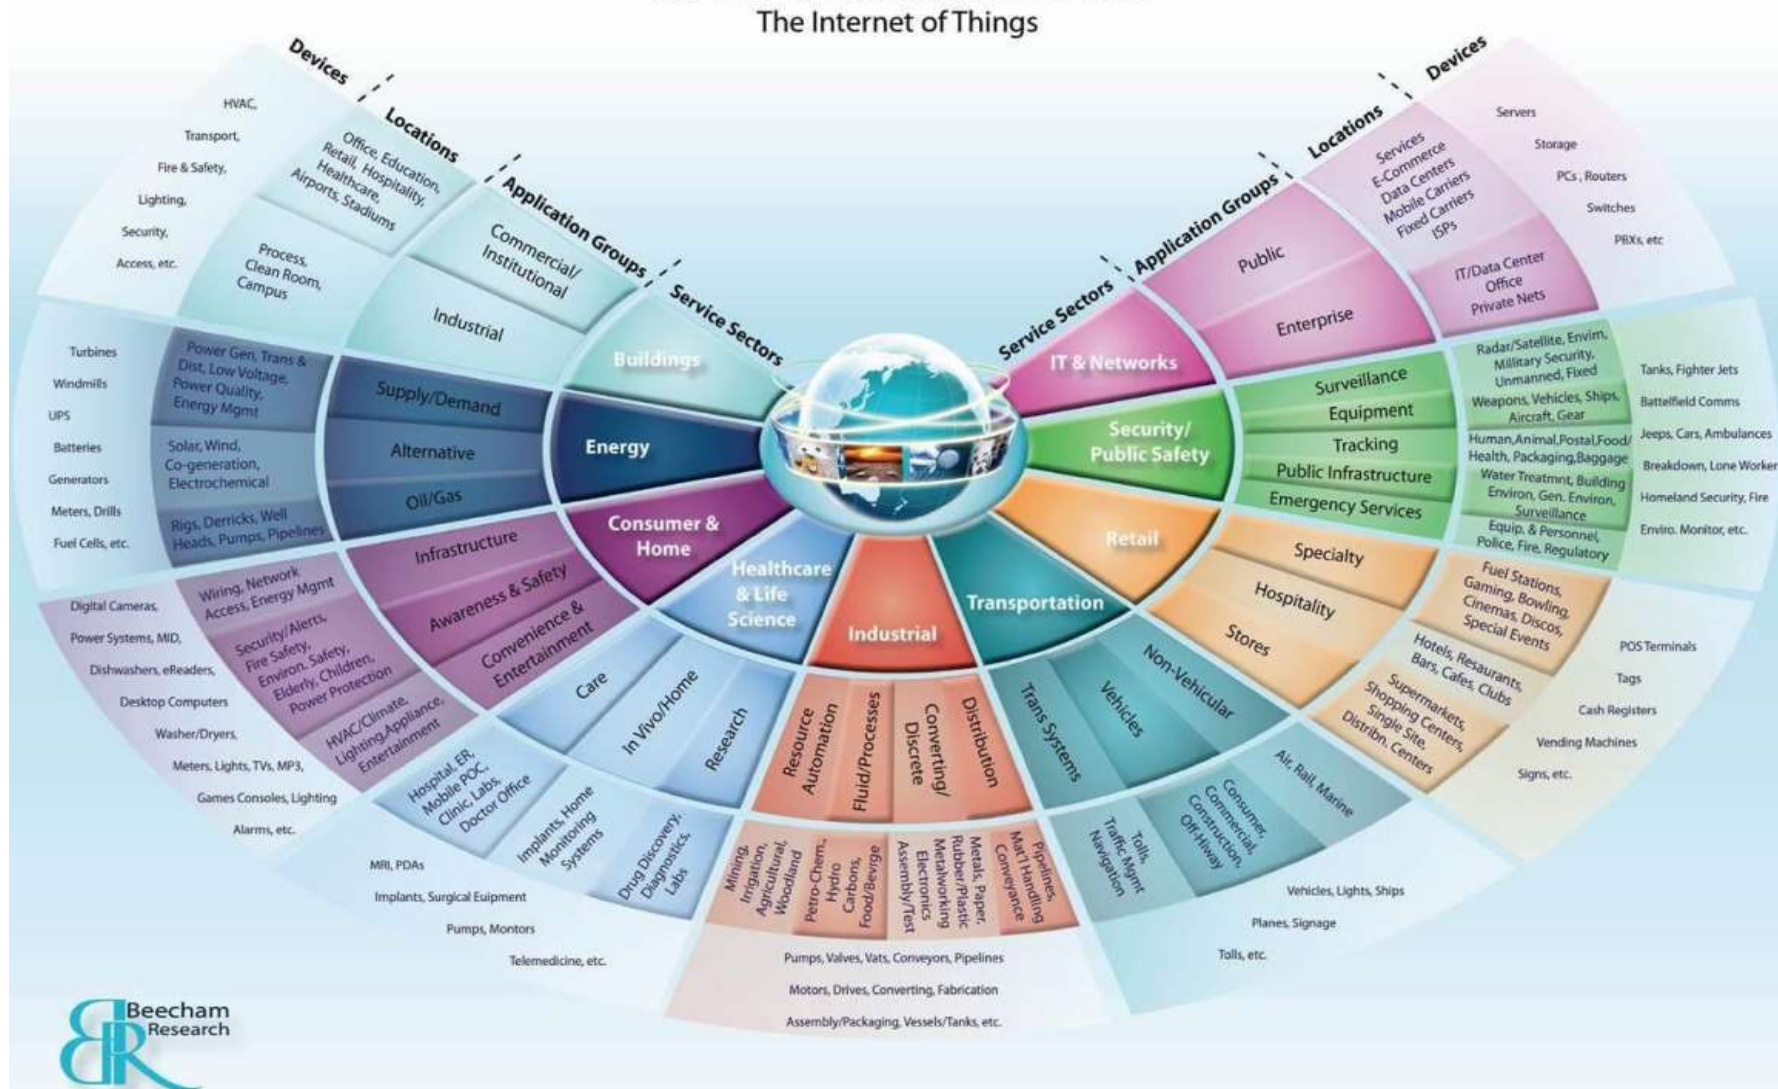 The Internet of Things
Devices
Locations
Application Groups
Service Sectors
Service Sectors
Application Groups
Locations
Devices
HVAC,
Transport,
Fire & Safety,
Lighting,
Security,
Access, etc.
Office, Education,
Retail, Hospitality,
Healthcare,
Airports, Stadiums
Process,
Clean Room,
Campus
Commercial/
Institutional
Industrial
Buildings
Turbines
Windmills
UPS
Batteries
Generators
Meters, Drills
Fuel Cells, etc.
Power Gen, Trans &
Dist, Low Voltage,
Power Quality,
Energy Mgmt
Solar, Wind,
Co-generation,
Electrochemical
Rigs, Derricks, Well
Heads, Pumps, Pipelines
Supply/Demand
Alternative
Oil/Gas
Energy
Digital Cameras,
Power Systems, MID,
Dishwashers, eReaders,
Desktop Computers
Washer/Dryers,
Meters, Lights, TVs, MP3,
Games Consoles, Lighting
Alarms, etc.
Wiring, Network
Access, Energy Mgmt
Security/Alerts,
Fire Safety,
Environ. Safety,
Elderly, Children,
Power Protection
HVAC/Climate,
Lighting,Appliance,
Entertainment
Infrastructure
Awareness & Safety
Convenience &
Entertainment
Consumer &
Home
MRI, PDAs
Implants, Surgical Euipment
Pumps, Montors
Telemedicine, etc.
Hospital, ER,
Mobile POC,
Clinic, Labs,
Doctor Office
Implants, Home
Monitoring
Systems
Drug Discovery,
Diagnostics,
Labs
Care
In Vivo/Home
Research
Healthcare
& Life
Science
Industrial
Resource
Automation
Fluid/Processes
Converting/
Discrete
Distribution
Mining,
Irrigation,
Agricultural,
Woodland
Petro-Chem.,
Hydro
Carbons,
Food/Bevrge
Metals, Paper,
Rubber/Plastic
Metalworking
Electronics
Assembly/Test
Pipelines,
Mat'l Handling
Conveyance
Pumps, Valves, Vats, Conveyors, Pipelines
Motors, Drives, Converting, Fabrication
Assembly/Packaging, Vessels/Tanks, etc.
Transportation
Trans Systems
Vehicles
Non-Vehicular
Tolls,
Traffic Mgmt
Navigation
Consumer,
Commercial,
Construction,
Off-Hiway
Air, Rail, Marine
Vehicles, Lights, Ships
Planes, Signage
Tolls, etc.
Retail
Specialty
Hospitality
Stores
Fuel Stations,
Gaming, Bowling,
Cinemas, Discos,
Special Events
Hotels, Resaurants,
Bars, Cafes, Clubs
Supermarkets,
Shopping Centers,
Single Site,
Distribn. Centers
POS Terminals
Tags
Cash Registers
Vending Machines
Signs, etc.
Security/
Public Safety
Surveillance
Equipment
Tracking
Public Infrastructure
Emergency Services
Radar/Satellite, Envirn,
Millitary Security,
Unmanned, Fixed
Weapons, Vehicles, Ships,
Aircraft, Gear
Human,Animal,Postal,Food/
Health, Packaging,Baggage
Water Treatmnt, Building
Environ, Gen. Environ,
Surveillance
Equip. & Personnel,
Police, Fire, Regulatory
Tanks, Fighter Jets
Battelfield Comms
Jeeps, Cars, Ambulances
Breakdown, Lone Worker
Homeland Security, Fire
Enviro. Monitor, etc.
IT & Networks
Public
Enterprise
Services
E-Commerce
Data Centers
Mobile Carriers
Fixed Carriers
ISPs
IT/Data Center
Office
Private Nets
Servers
Storage
PCs , Routers
Switches
PBXs, etc
Beecham
Research
BR